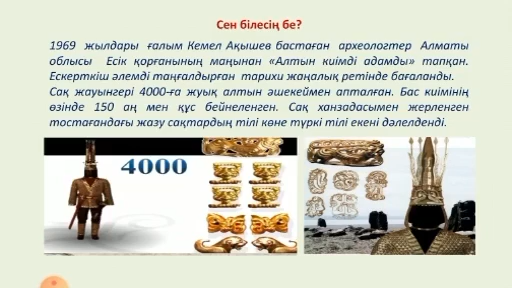 Сен білесің бе?
1969 жылдары ғалым Кемел Ақышев бастаған археологтер Алматы
облысы Есік қорғанының маңынан «Алтын киімді адамды» тапқан.
Ескерткіш әлемді таңғалдырған тарихи жаңалық ретінде бағаланды.
Сақ жауынгері 4000-ға жуық алтын әшекеймен апталған. Бас киімінің
өзінде 150 аң мен құс бейнеленген. Сақ ханзадасымен жерленген
тостағандағы жазу сақтардың тілі көне түркі тілі екені дәлелденді.
4000